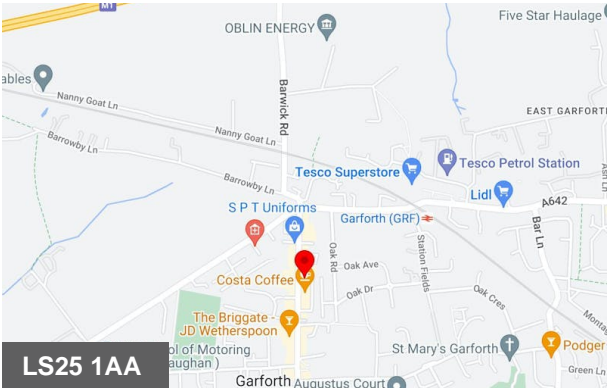 M1
OBLIN ENERGY
Five Star Haulage
ables
Nanny Goat Ln
Barwick Rd
Nanny Goat Ln
EAST GARFORTH
Barrowby Ln
Tesco Superstore
Tesco Petrol Station
Barrowby Ln
Lidl
A642
Ash Ln
S P T Uniforms
Garforth (GRF)
Bar Ln
Oak Rd
Station Fields
Oak Ave
Costa Coffee
Oak Dr
Oak Cres
The Briggate -
JD Wetherspoon
Montag
ol of Motoring
aughan )
St Mary's Garforth
Podger
LS25 1AA
Green Ln
Garforth
Augustus Court